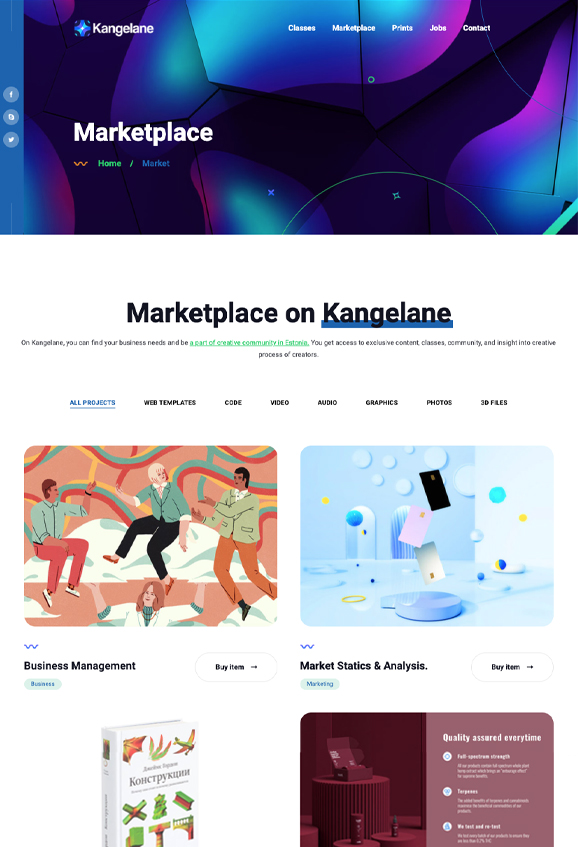 Kangelane
Classes Marketplace Prints Jobs Contact
Marketplace
Home / Market
Marketplace on Kangelane
On Kangelane, you can find your business needs and be a part of creative community in Estonia. You get access to exclusive content, classes, community, and insight into creative
process of creators.
ALL PROJECTS WEB TEMPLATES CODE VIDEO AUDIO GRAPHICS PHOTOS 3D FILES
Business Management
Buy item →
Business
Market Statics & Analysis.
Buy item →
Marketing
Джеймс Гордон
Конструкции
Quality assured everytime
Full-spectrum strength
Terpenes
We test and re-test